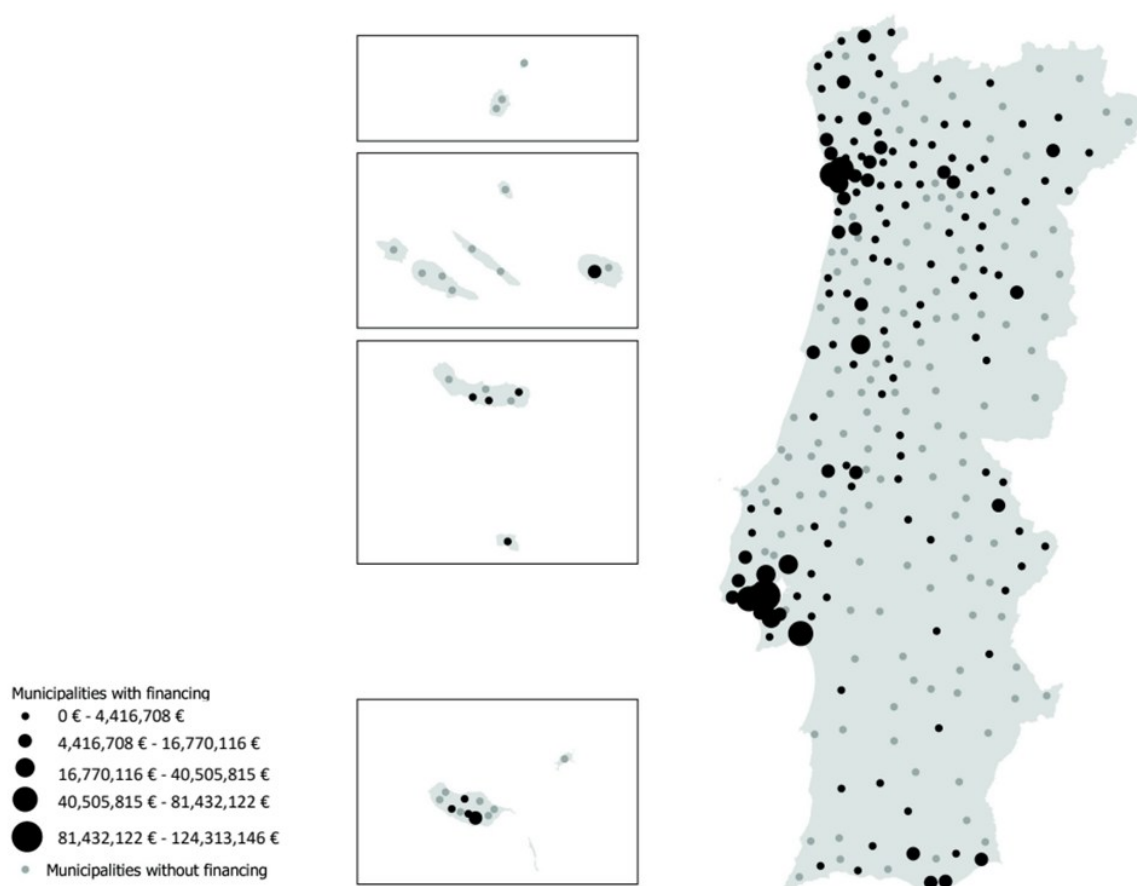 Municipalities with financing
0 € - 4,416,708 €
4,416,708 € - 16,770,116 €
16,770,116 € - 40,505,815 €
40,505,815 € - 81,432,122 €
81,432,122 € - 124,313,146 €
Municipalities without financing